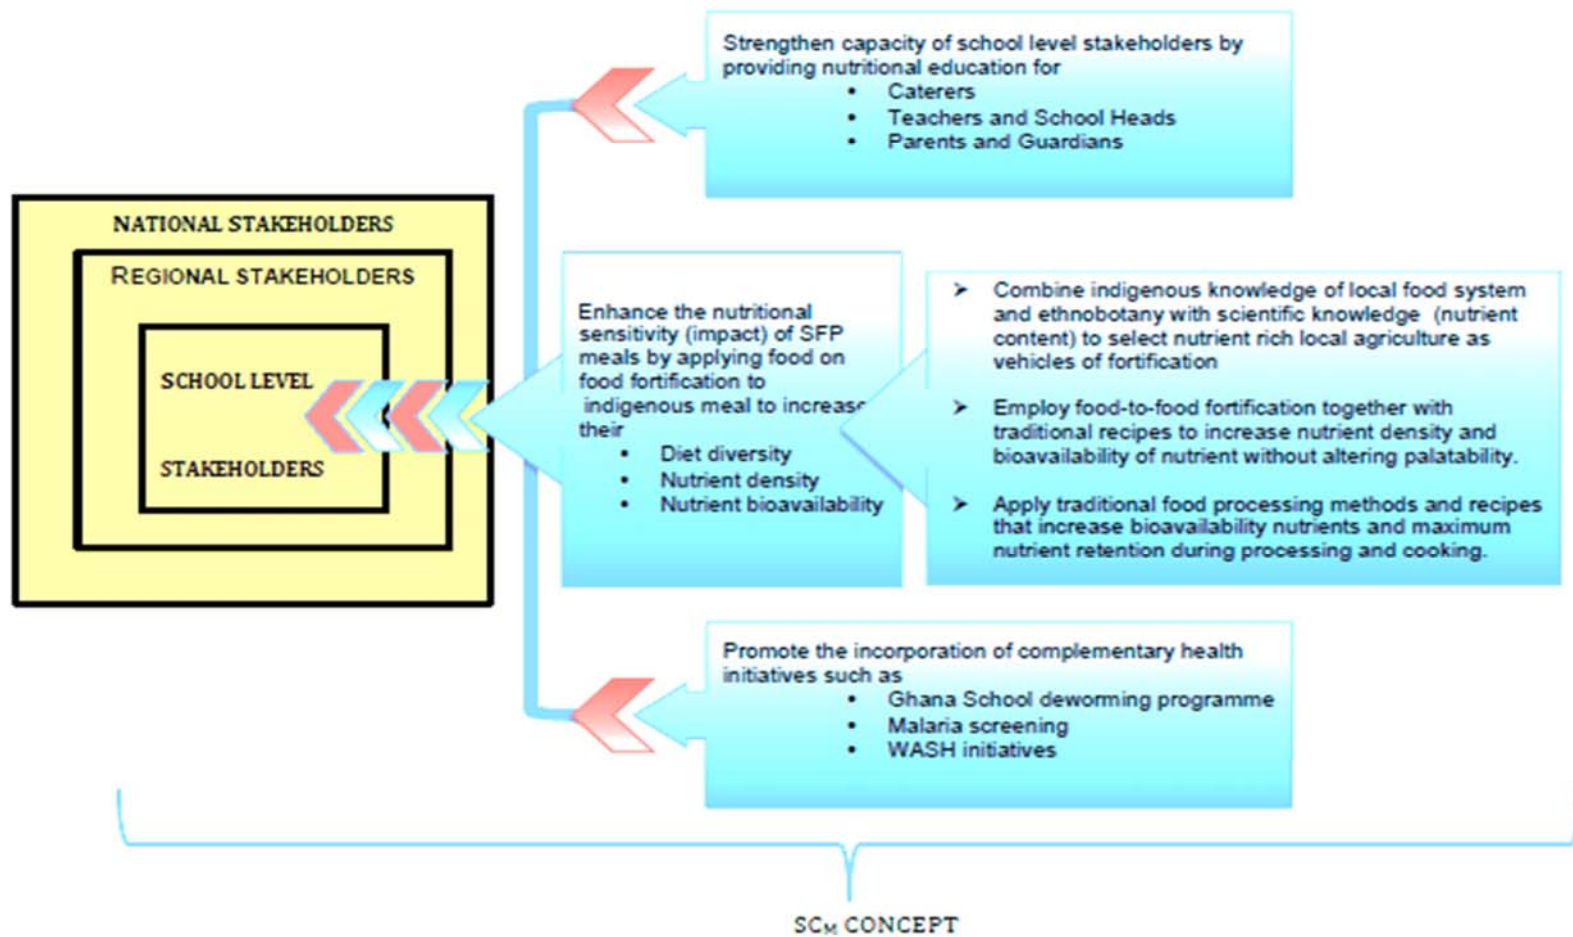 Strengthen capacity of school level stakeholders by
providing nutritional education for
• Caterers
• Teachers and School Heads
• Parents and Guardians
NATIONAL STAKEHOLDERS
REGIONAL STAKEHOLDERS
SCHOOL LEVEL
STAKEHOLDERS
Enhance the nutritional
sensitivity (impact) of SFP
meals by applying food on
food fortification to
indigenous meal to increase
their
• Diet diversity
• Nutrient density
• Nutrient bioavailability
➢ Combine indigenous knowledge of local food system
and ethnobotany with scientific knowledge (nutrient
content) to select nutrient rich local agriculture as
vehicles of fortification
➢ Employ food-to-food fortification together with
traditional recipes to increase nutrient density and
bioavailability of nutrient without altering palatability.
➢ Apply traditional food processing methods and recipes
that increase bioavailability nutrients and maximum
nutrient retention during processing and cooking.
Promote the incorporation of complementary health
initiatives such as
• Ghana School deworming programme
• Malaria screening
• WASH initiatives
SCM CONCEPT